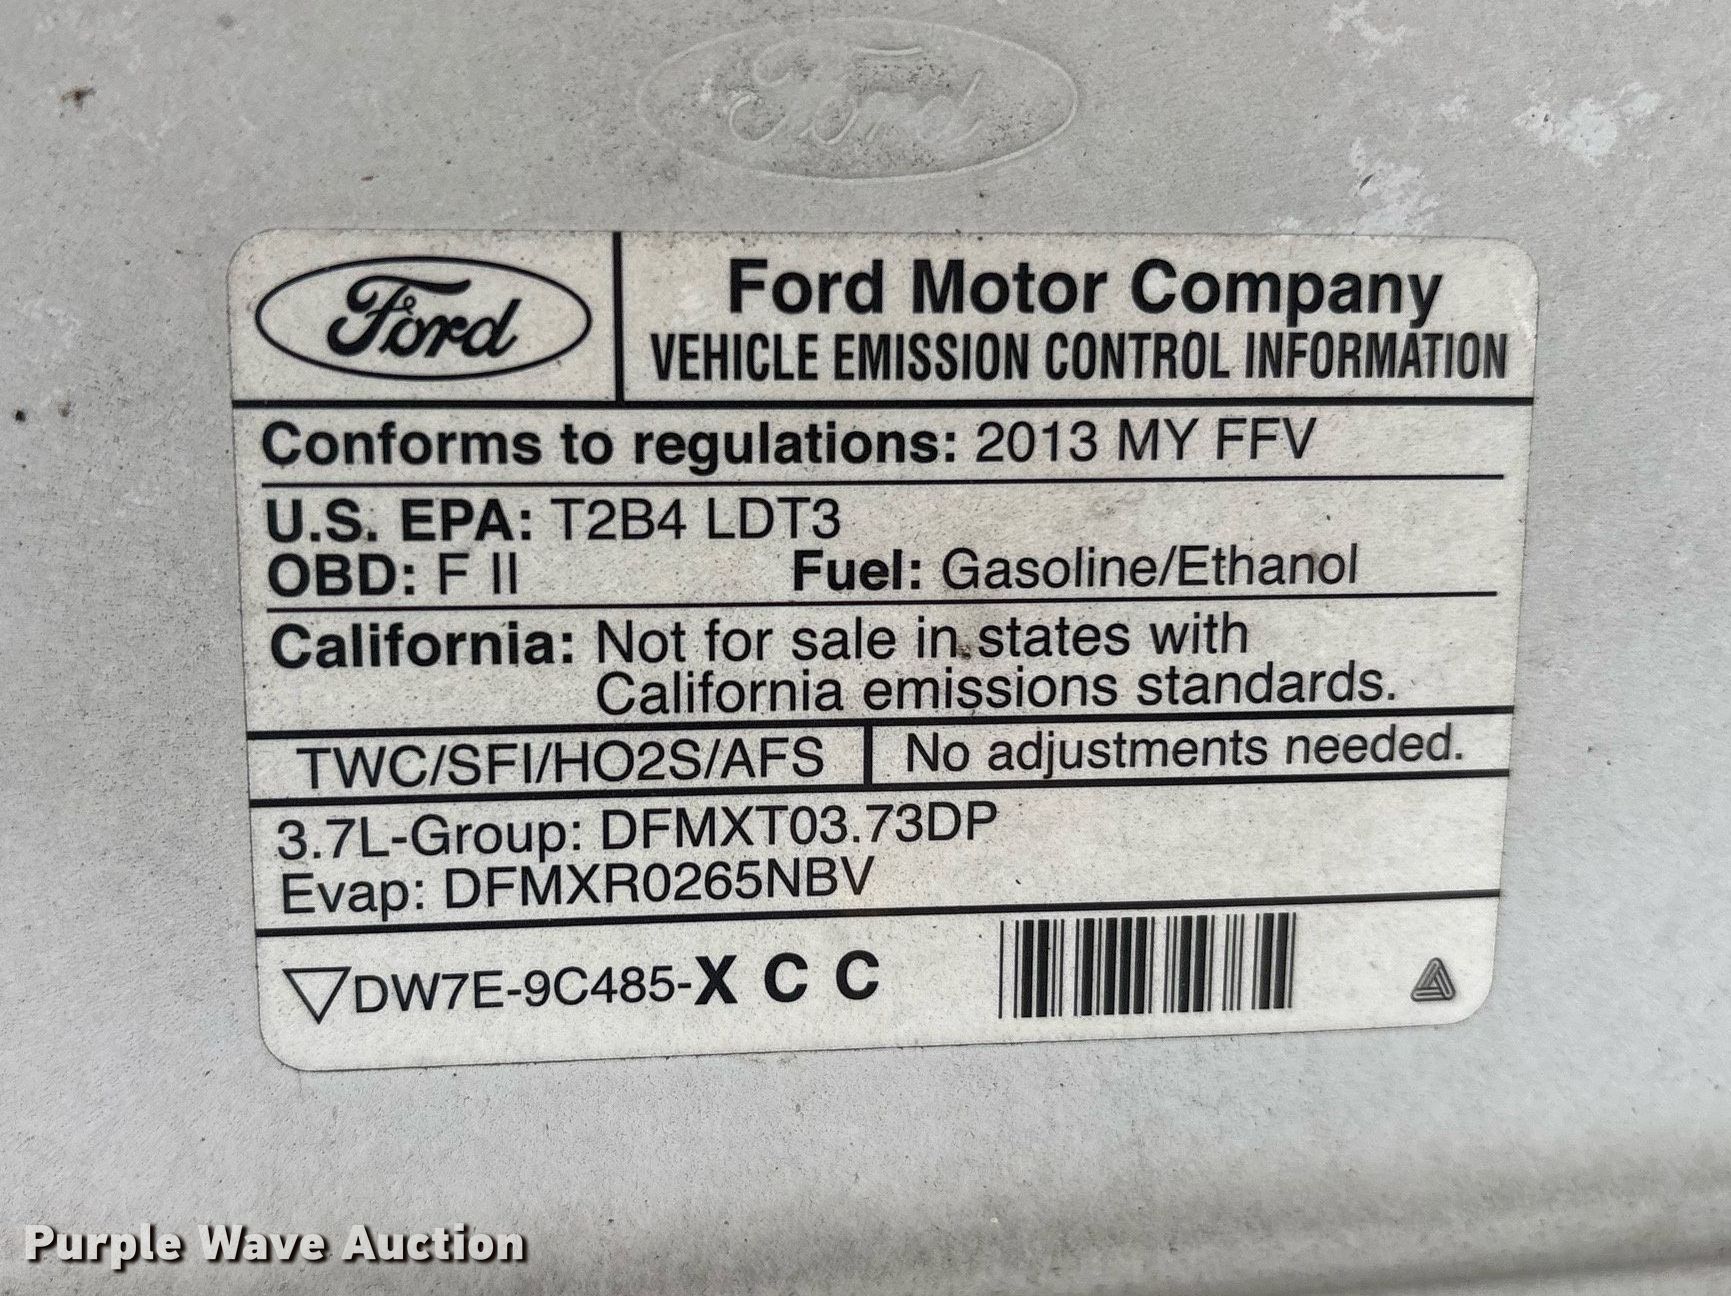 Ford
Ford
Ford Motor Company
VEHICLE EMISSION CONTROL INFORMATION
Conforms to regulations: 2013 MY FFV
U.S. EPA: T2B4 LDT3
OBD: F II Fuel: Gasoline/Ethanol
California: Not for sale in states with
California emissions standards.
TWC/SFI/HO2S/AFS No adjustments needed.
3.7L-Group: DFMXT03.73DP
Evap: DFMXR0265NBV
DW7E-9C485-X C C
Purple Wave Auction